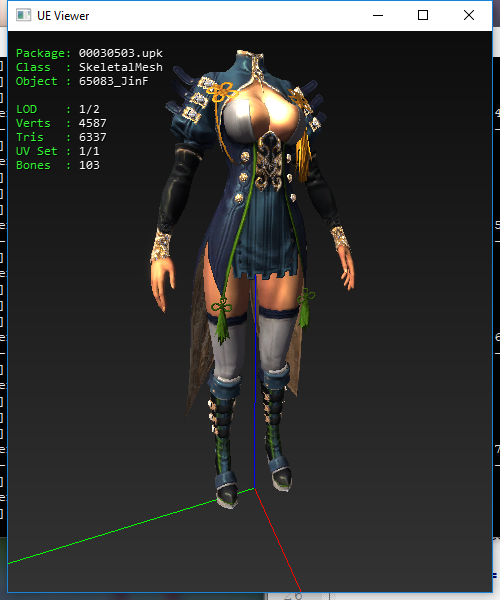 UE Viewer
Package: 00030503.upk
Class : SkeletalMesh
Object : 65083_JinF
LOD : 1/2
Verts : 4587
Tris : 6337
UV Set : 1/1
Bones : 103